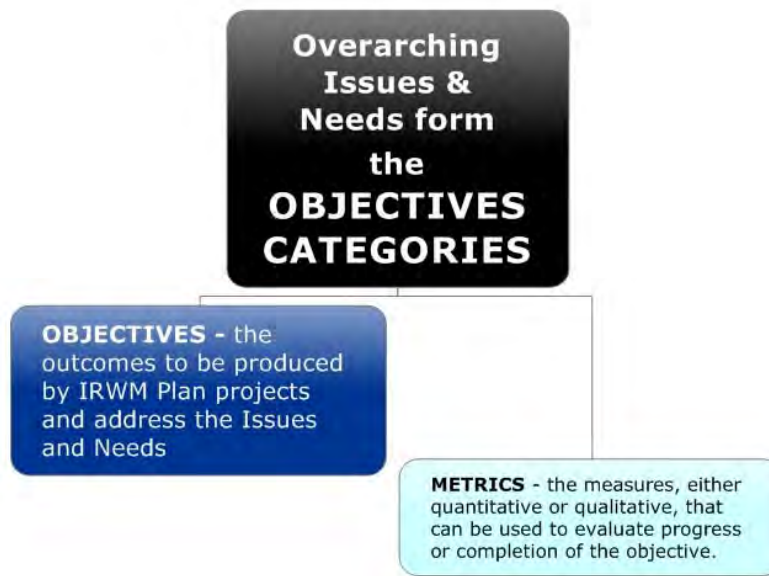 Overarching
Issues &
Needs form
the
OBJECTIVES
CATEGORIES
OBJECTIVES - the
outcomes to be produced
by IRWM Plan projects
and address the Issues
and Needs
METRICS - the measures, either
quantitative or qualitative, that
can be used to evaluate progress
or completion of the objective.